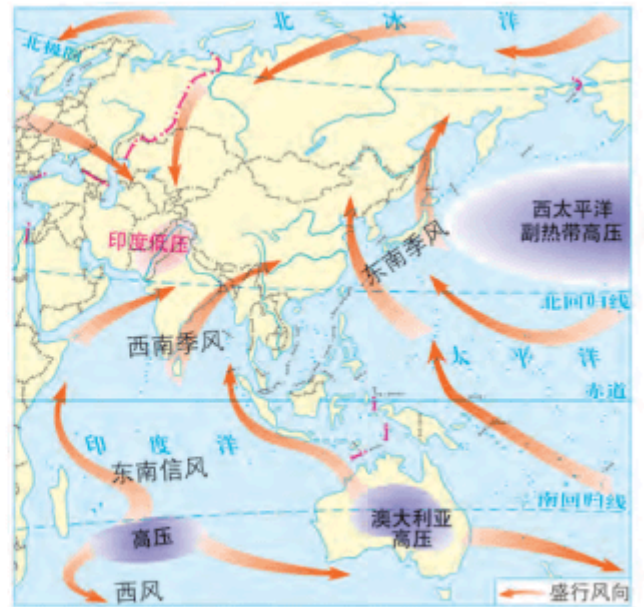 北冰洋
北极圈
西太平洋
副热带高压
印度低压
东南季风
北回归线
西南季风
太平洋
赤道
印度洋
东南信风
南回归线
高压
澳大利亚
高压
西风
盛行风向